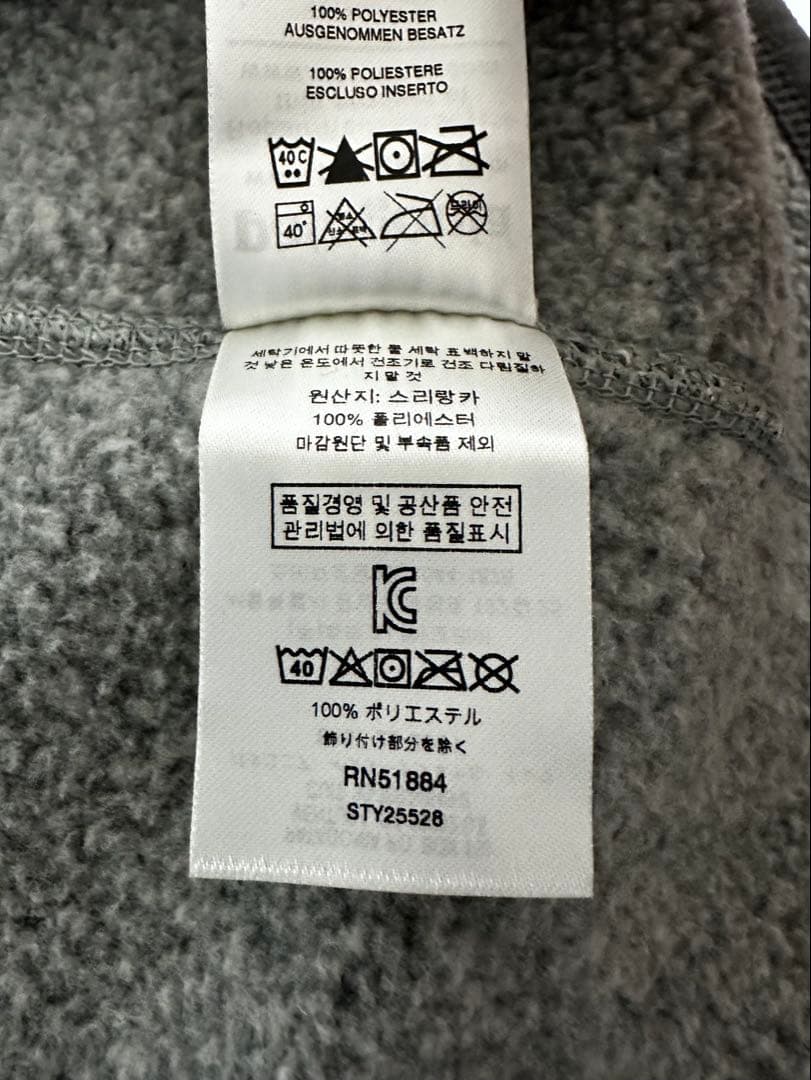 100% POLYESTER
AUSGENOMMEN BESATZ
100% POLIESTERE
ESCLUSO INSERTO
40 C
40°
드라이
세탁기에서 따뜻한 물 세탁 표백하지 말
것 낮은 온도에서 건조기로 건조 다림질하
지 말 것
원산지: 스리랑카
100% 폴리에스터
마감원단 및 부속품 제외
품질경영 및 공산품 안전
관리법에 의한 품질표시
KC
40
100% ポリエステル
飾り付け部分を除く
RN51884
STY25528